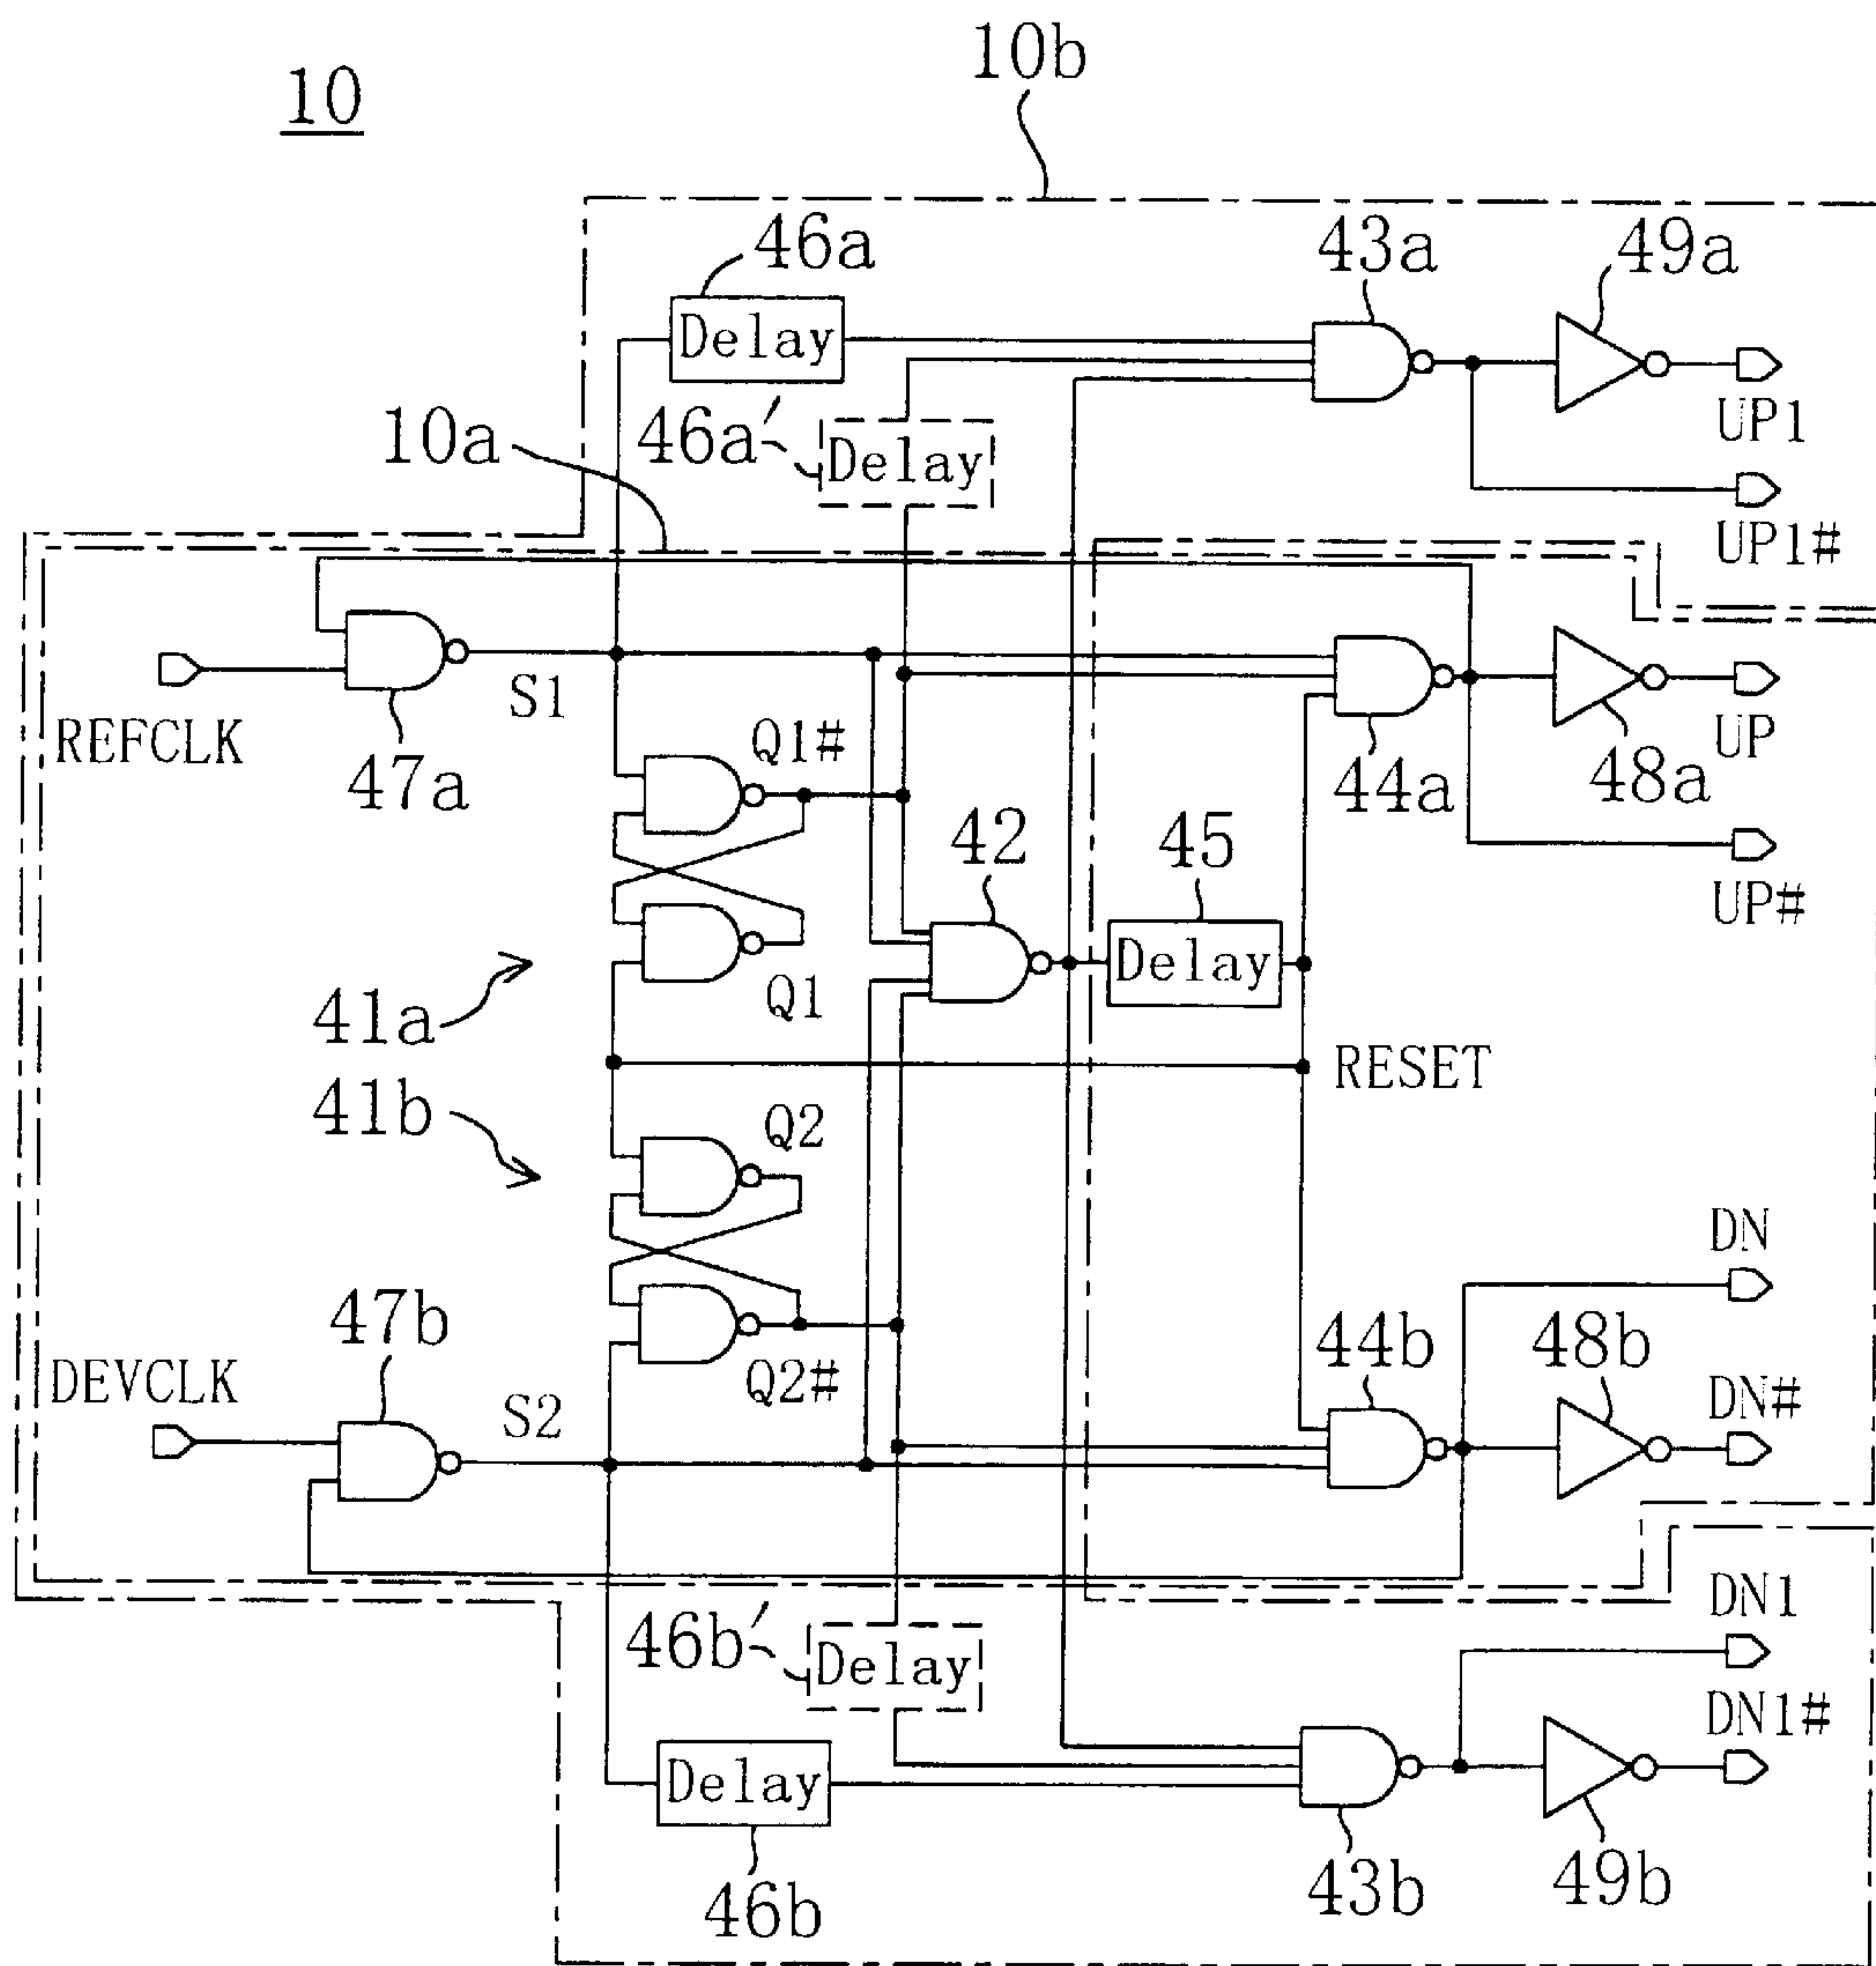 10b
10
46a
43a
49a
Delay
UP1
46a'
10a
Delay
UP1#
S1
REFCLK
47a
Q1#
44a
48a
UP
42
45
UP#
Delay
Q1
41a
RESET
41b
Q2
DN
47b
44b
48b
DEVCLK
Q2#
DN#
S2
DN1
46b'
Delay
DN1#
Delay
43b
49b
46b